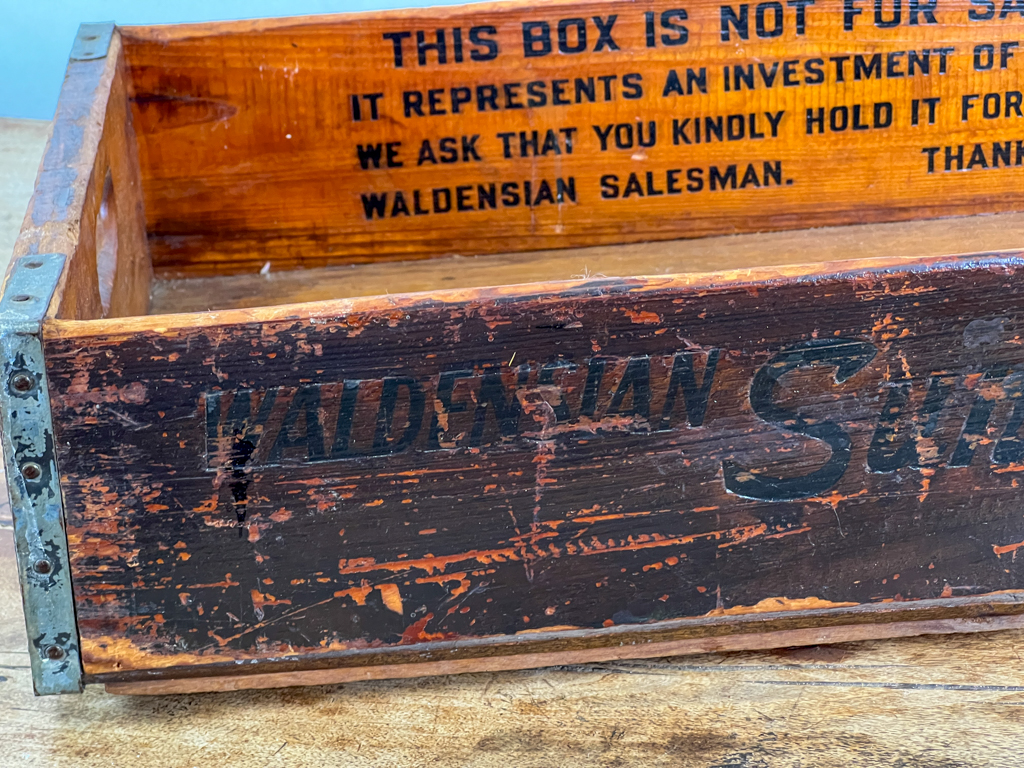 THIS BOX IS NOT FOR SA
IT REPRESENTS AN INVESTMENT OF
WE ASK THAT YOU KINDLY HOLD IT FOR
WALDENSIAN SALESMAN. THANK
WALDENSIAN Sun